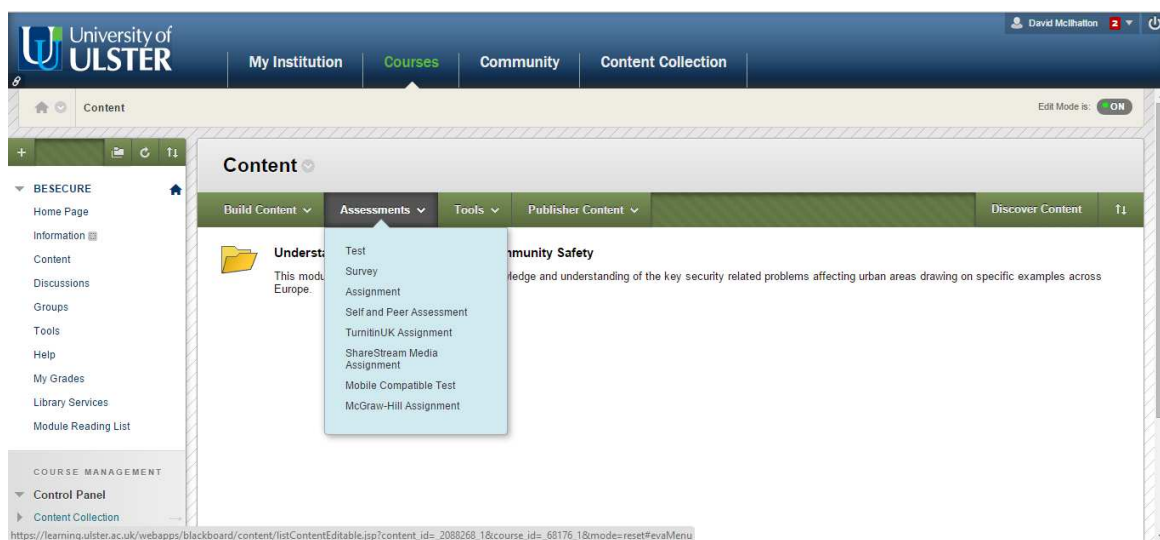 University of
ULSTER
David McIlhatton 2
My Institution Courses Community Content Collection
Content
Edit Mode is: ON
Content
BESECURE
Home Page
Information
Content
Discussions
Groups
Tools
Help
My Grades
Library Services
Module Reading List
COURSE MANAGEMENT
Control Panel
Content Collection
Build Content Assessments Tools Publisher Content Discover Content
Test
Survey
Assignment
Self and Peer Assessment
TurnitinUK Assignment
ShareStream Media
Assignment
Mobile Compatible Test
McGraw-Hill Assignment
Underst mmunity Safety
This modu ledge and understanding of the key security related problems affecting urban areas drawing on specific examples across
Europe.
https://learning.ulster.ac.uk/webapps/blackboard/content/listContentEditable.jsp?content_id=_2088268_1&course_id=_68176_1&mode=reset#evaMenu